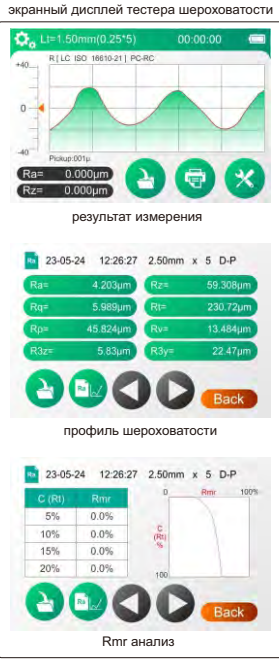 экранный дисплей тестера шероховатости
Lt=1.50mm(0.25*5) 00:00:00
+40
R [ LC ISO 16610-21 ] PC-RC
0
-40
Pickup:001μ
Ra= 0.000μm
Rz= 0.000μm
результат измерения
Ra 23-05-24 12:26:27 2.50mm x 5 D-P
Ra= 4.203μm Rz= 59.308μm
Rq= 5.989μm Rt= 230.72μm
Rp= 45.824μm Rv= 13.484μm
R3z= 5.83μm R3y= 22.47μm
Ra Back
профиль шероховатости
Ra 23-05-24 12:26:27 2.50mm x 5 D-P
C (Rt) Rmr
5% 0.0%
10% 0.0%
15% 0.0%
20% 0.0%
0 Rmr 100%
C
(Rt)
%
100
Ra Back
Rmr анализ